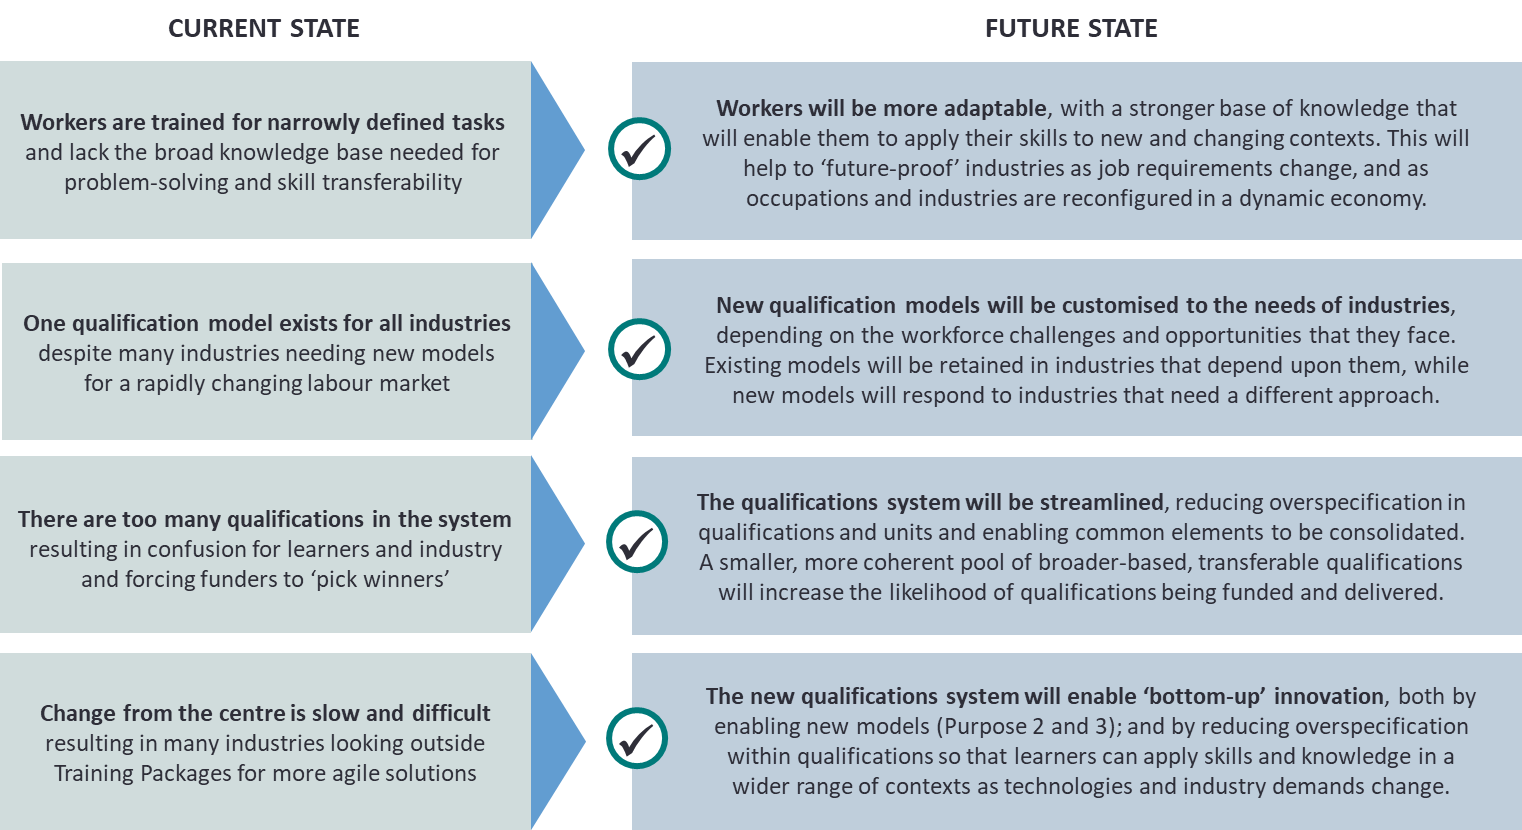 CURRENT STATE
FUTURE STATE
Workers are trained for narrowly defined tasks
and lack the broad knowledge base needed for
problem-solving and skill transferability
Workers will be more adaptable, with a stronger base of knowledge that
will enable them to apply their skills to new and changing contexts. This will
help to ‘future-proof’ industries as job requirements change, and as
occupations and industries are reconfigured in a dynamic economy.
One qualification model exists for all industries
despite many industries needing new models
for a rapidly changing labour market
New qualification models will be customised to the needs of industries,
depending on the workforce challenges and opportunities that they face.
Existing models will be retained in industries that depend upon them, while
new models will respond to industries that need a different approach.
There are too many qualifications in the system
resulting in confusion for learners and industry
and forcing funders to ‘pick winners’
The qualifications system will be streamlined, reducing overspecification in
qualifications and units and enabling common elements to be consolidated.
A smaller, more coherent pool of broader-based, transferable qualifications
will increase the likelihood of qualifications being funded and delivered.
Change from the centre is slow and difficult
resulting in many industries looking outside
Training Packages for more agile solutions
The new qualifications system will enable ‘bottom-up’ innovation, both by
enabling new models (Purpose 2 and 3); and by reducing overspecification
within qualifications so that learners can apply skills and knowledge in a
wider range of contexts as technologies and industry demands change.